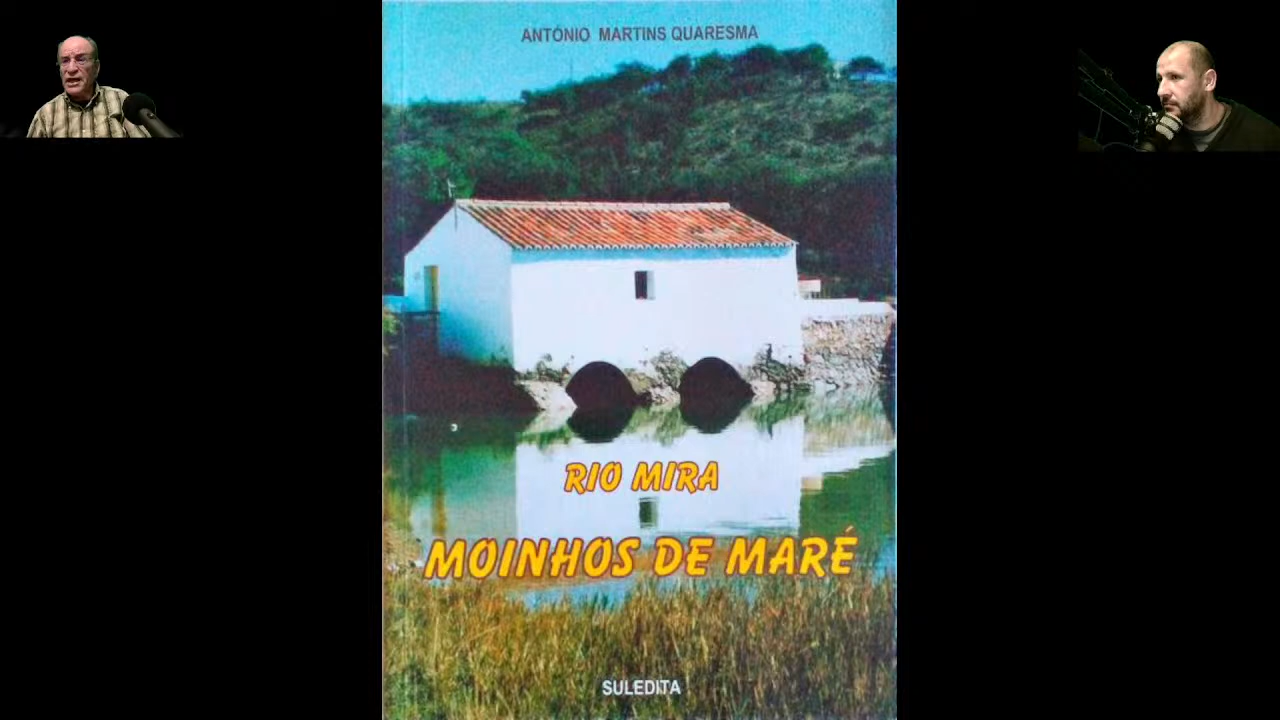 ANTÓNIO MARTINS QUARESMA
RIO MIRA
MOINHOS DE MARÉ
SULEDITA